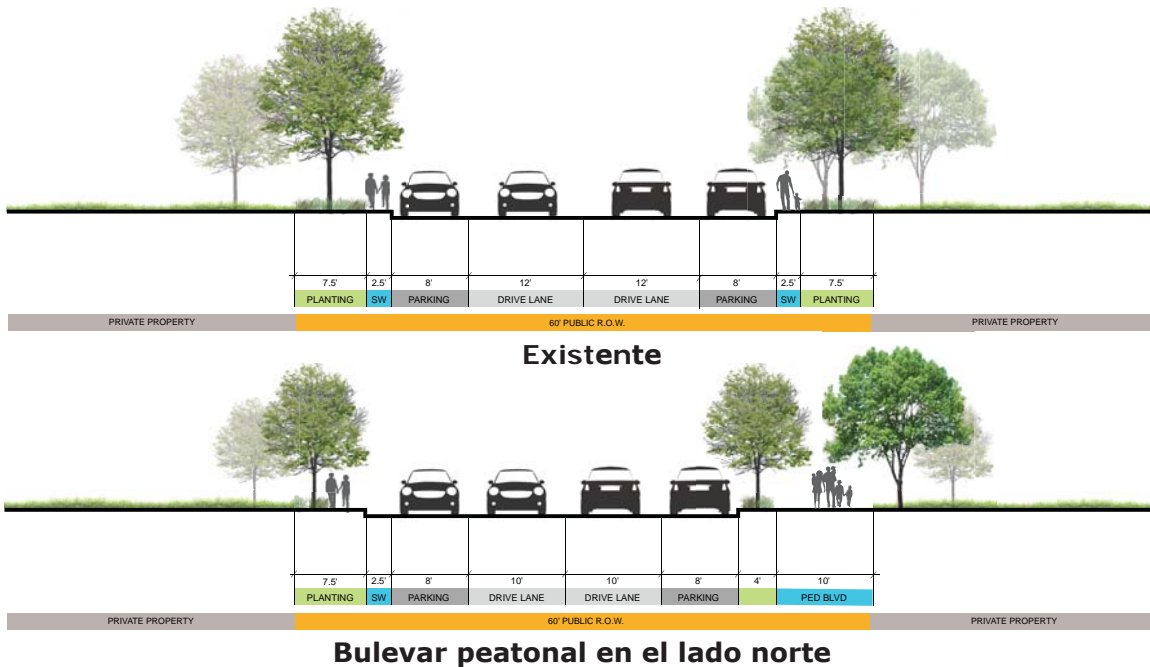 7.5' 2.5' 8' 12' 12' 8' 2.5' 7.5'
PLANTING SW PARKING DRIVE LANE DRIVE LANE PARKING SW PLANTING
PRIVATE PROPERTY 60' PUBLIC R.O.W. PRIVATE PROPERTY
Existente
7.5' 2.5' 8' 10' 10' 8' 4' 10'
PLANTING SW PARKING DRIVE LANE DRIVE LANE PARKING PED BLVD
PRIVATE PROPERTY 60' PUBLIC R.O.W. PRIVATE PROPERTY
Bulevar peatonal en el lado norte